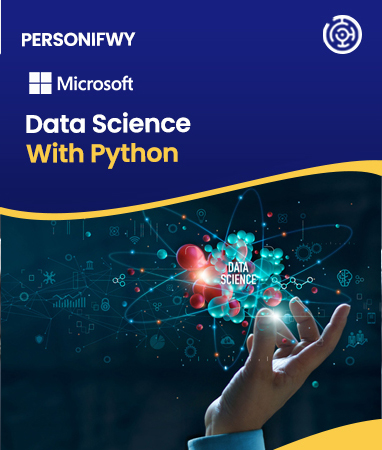 PERSONIFWY
Microsoft
Data Science
With Python
DATA
SCIENCE